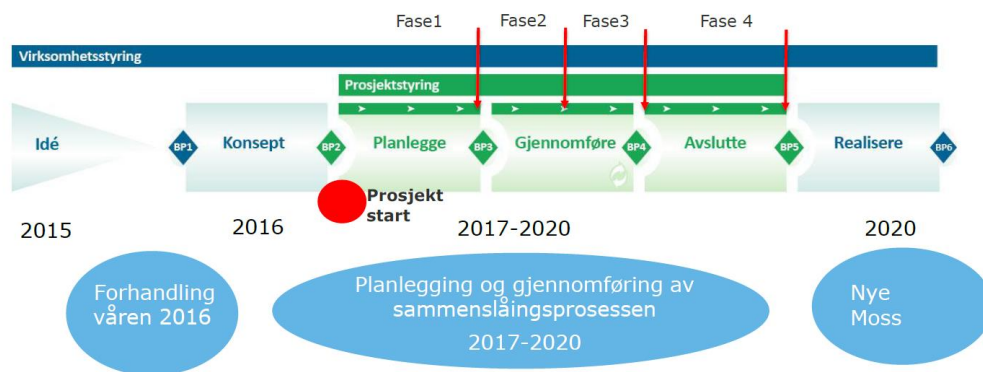 Fase1 Fase2 Fase3 Fase 4
Virksomhetsstyring
Prosjektstyring
Idé BP1 Konsept BP2 Planlegge BP3 Gjennomføre BP4 Avslutte BP5 Realisere BP6
Prosjekt
start
2015 2016 2017-2020 2020
Forhandling
våren 2016
Planlegging og gjennomføring av
sammenslåingsprosessen
2017-2020
Nye
Moss